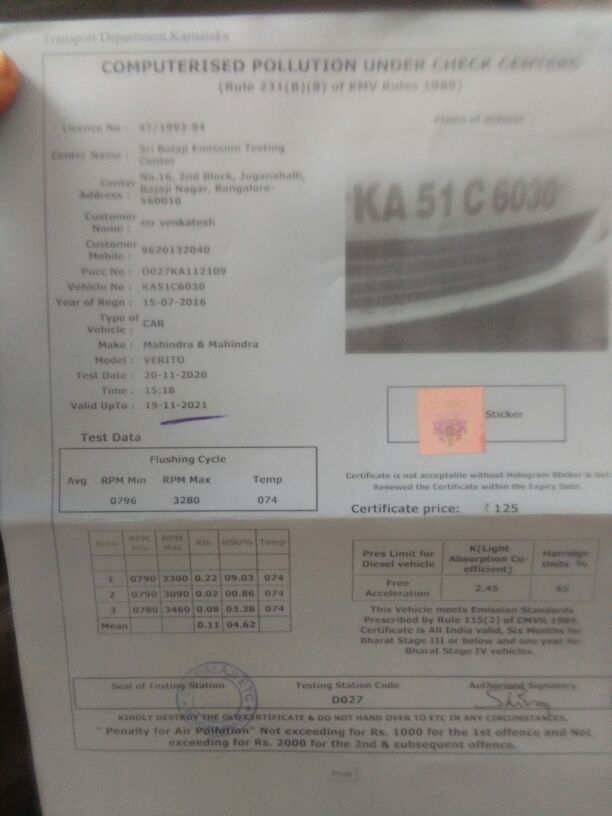 Transport Department,Karnataka
COMPUTERISED POLLUTION UNDER CHECK CENTERS
(Rule 231(B)(8) of KMV Rules 1989)
Licence No : 47/1993-94
Center Name : Sri Balaji Emission Testing Center
Center Address : No.16, 2nd Block, Juganahalli, Rajaji Nagar, Bangalore-560010
Customer Name : mr venkatesh
Customer Mobile : 9620132040
Pucc No : D027KA112109
Vehicle No : KA51C6030
Year of Regn : 15-07-2016
Type of Vehicle : CAR
Make : Mahindra & Mahindra
Model : VERITO
Test Date : 20-11-2020
Time : 15:18
Valid UpTo : 19-11-2021
Photo of Vehicle
KA 51 C 6030
Sticker
Certificate is not acceptable without Hologram Sticker & Get
Renewed the Certificate within the Expiry Date.
Certificate price: ₹ 125
Test Data
Flushing Cycle
Avg RPM Min RPM Max Temp
0796 3280 074
RPM Min RPM Max Km HSU% Temp
1 0790 3300 0.22 09.03 074
2 0790 3090 0.02 00.86 074
3 0780 3460 0.08 03.38 074
Mean 0.11 04.62
Pres Limit for Diesel vehicle K(Light Absorption Co-efficient) Harridge Units %
Free Acceleration 2.45 65
This Vehicle meets Emission Standards
Prescribed by Rule 115(2) of CMVR 1989.
Certificate is All India valid, Six Months for
Bharat Stage III or below and one year for
Bharat Stage IV vehicles.
Seal of Testing Station
BALAJI ETC
Testing Station Code
D027
Authorised Signatory
KINDLY DESTROY THE OLD CERTIFICATE & DO NOT HAND OVER TO ETC IN ANY CIRCUMSTANCES.
" Penalty for Air Pollution" Not exceeding for Rs. 1000 for the 1st offence and Not
exceeding for Rs. 2000 for the 2nd & subsequent offence.
Print